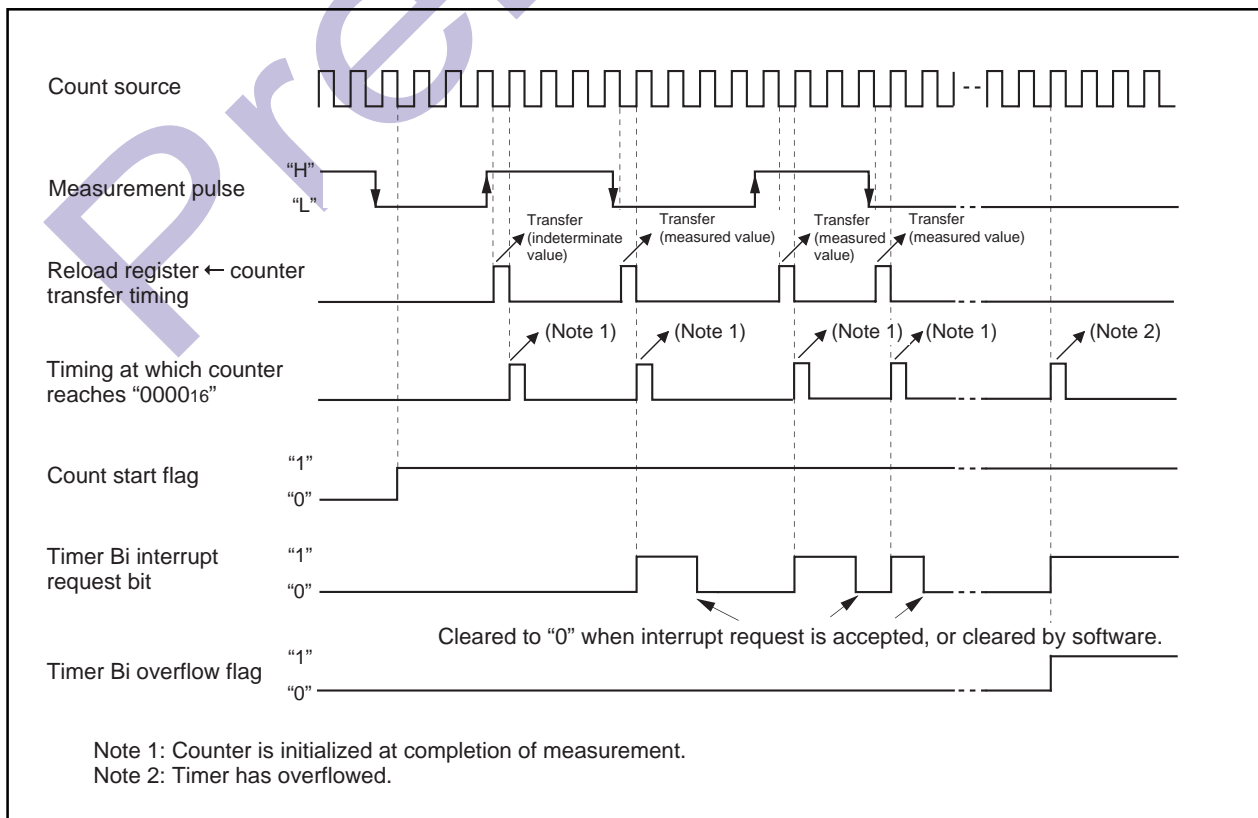 Pre
Count source
Measurement pulse
“H”
“L”
Transfer
(indeterminate
value)
Transfer
(measured value)
Transfer
(measured
value)
Transfer
(measured value)
Reload register ← counter
transfer timing
(Note 1)
(Note 1)
(Note 1)
(Note 1)
(Note 2)
Timing at which counter
reaches “000016”
Count start flag
“1”
“0”
Timer Bi interrupt
request bit
“1”
“0”
Cleared to “0” when interrupt request is accepted, or cleared by software.
Timer Bi overflow flag
“1”
“0”
Note 1: Counter is initialized at completion of measurement.
Note 2: Timer has overflowed.